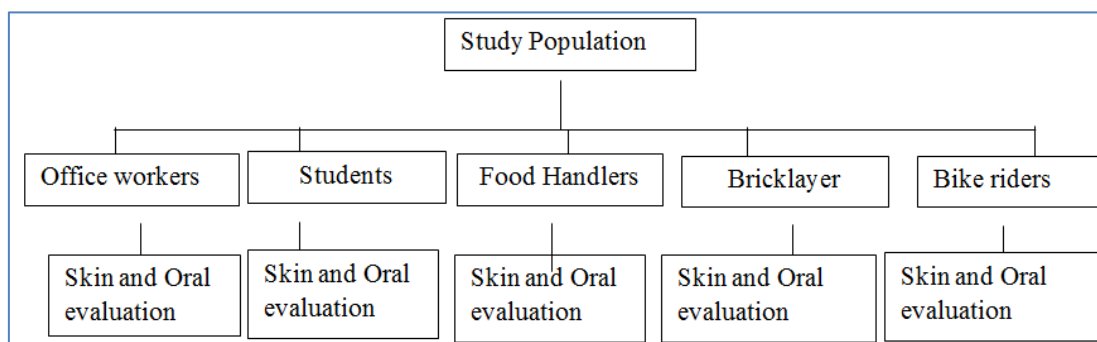 Study Population
Office workers
Students
Food Handlers
Bricklayer
Bike riders
Skin and Oral
evaluation
Skin and Oral
evaluation
Skin and Oral
evaluation
Skin and Oral
evaluation
Skin and Oral
evaluation